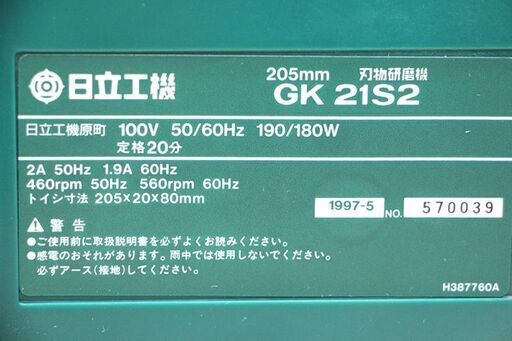 日立工機
205mm 刃物研磨機
GK 21S2
日立工機原町 100V 50/60Hz 190/180W
定格20分
2A 50Hz 1.9A 60Hz
460rpm 50Hz 560rpm 60Hz
トイシ寸法 205×20×80mm
1997-5 NO. 570039
⚠ 警告
●ご使用前に取扱説明書を必ずよくお読みください。
●感電のおそれがあります。雨中では使用しないでください。
必ずアース(接地)してください。
H387760A